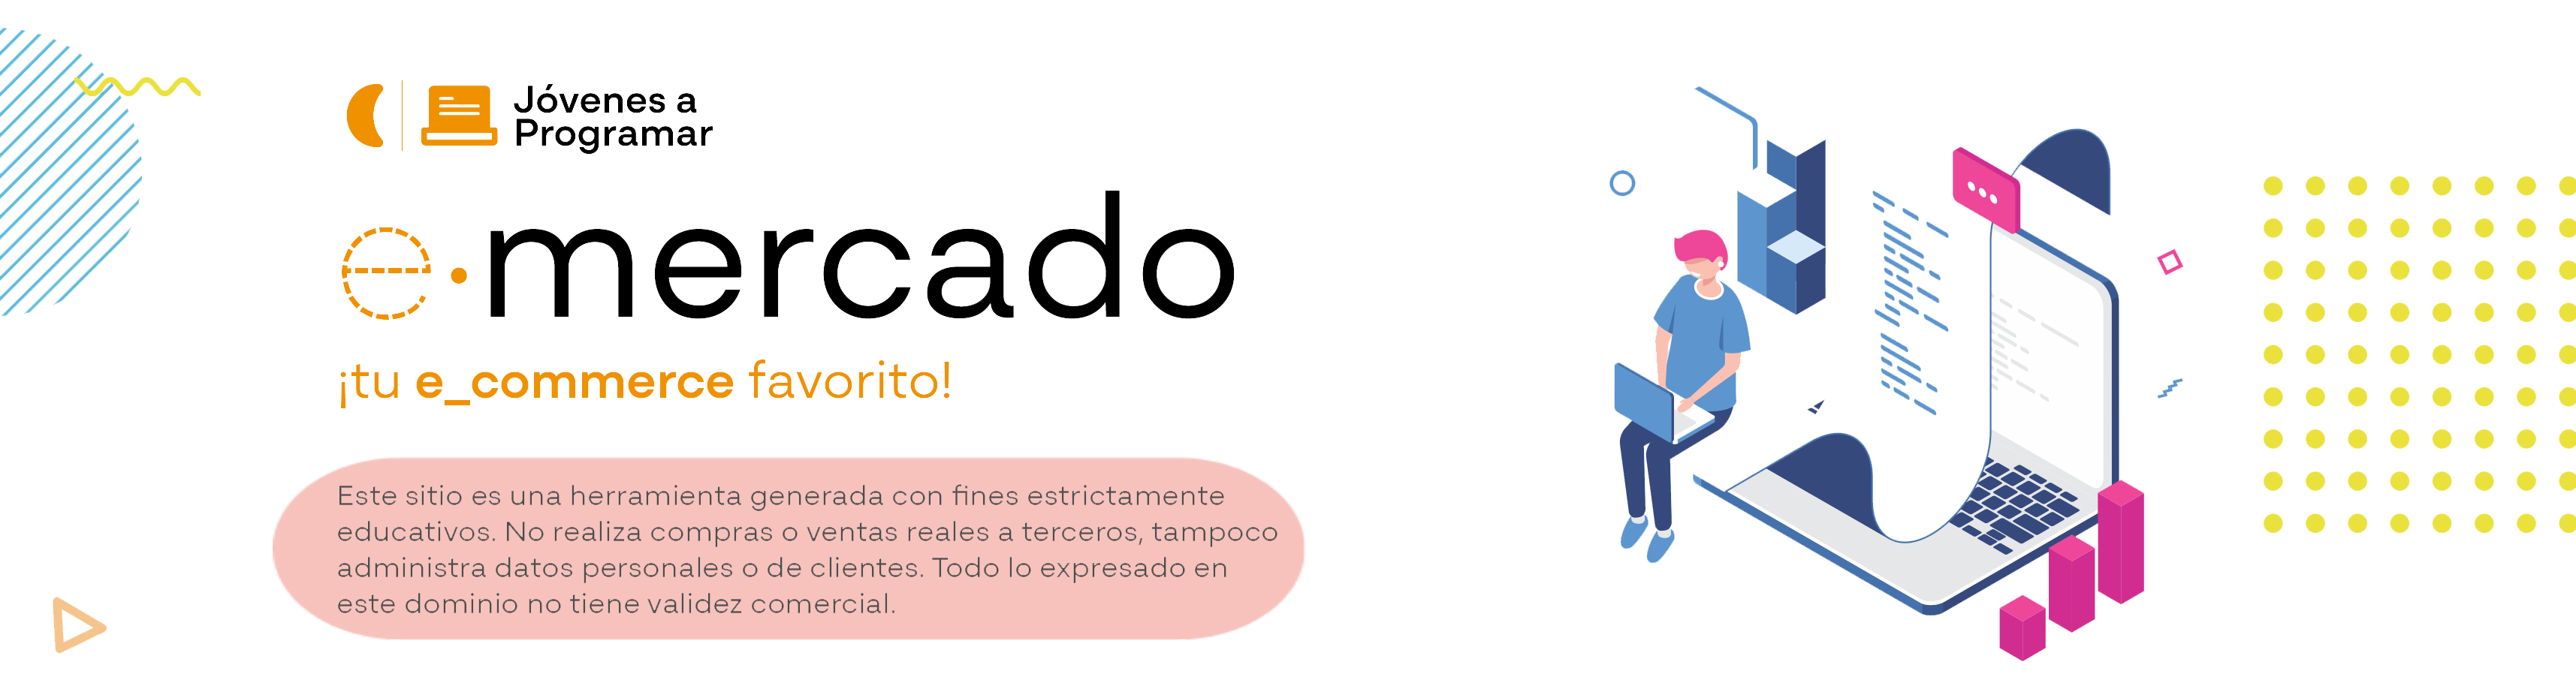 Jóvenes a
Programar
e·mercado
¡tu e_commerce favorito!
Este sitio es una herramienta generada con fines estrictamente
educativos. No realiza compras o ventas reales a terceros, tampoco
administra datos personales o de clientes. Todo lo expresado en
este dominio no tiene validez comercial.